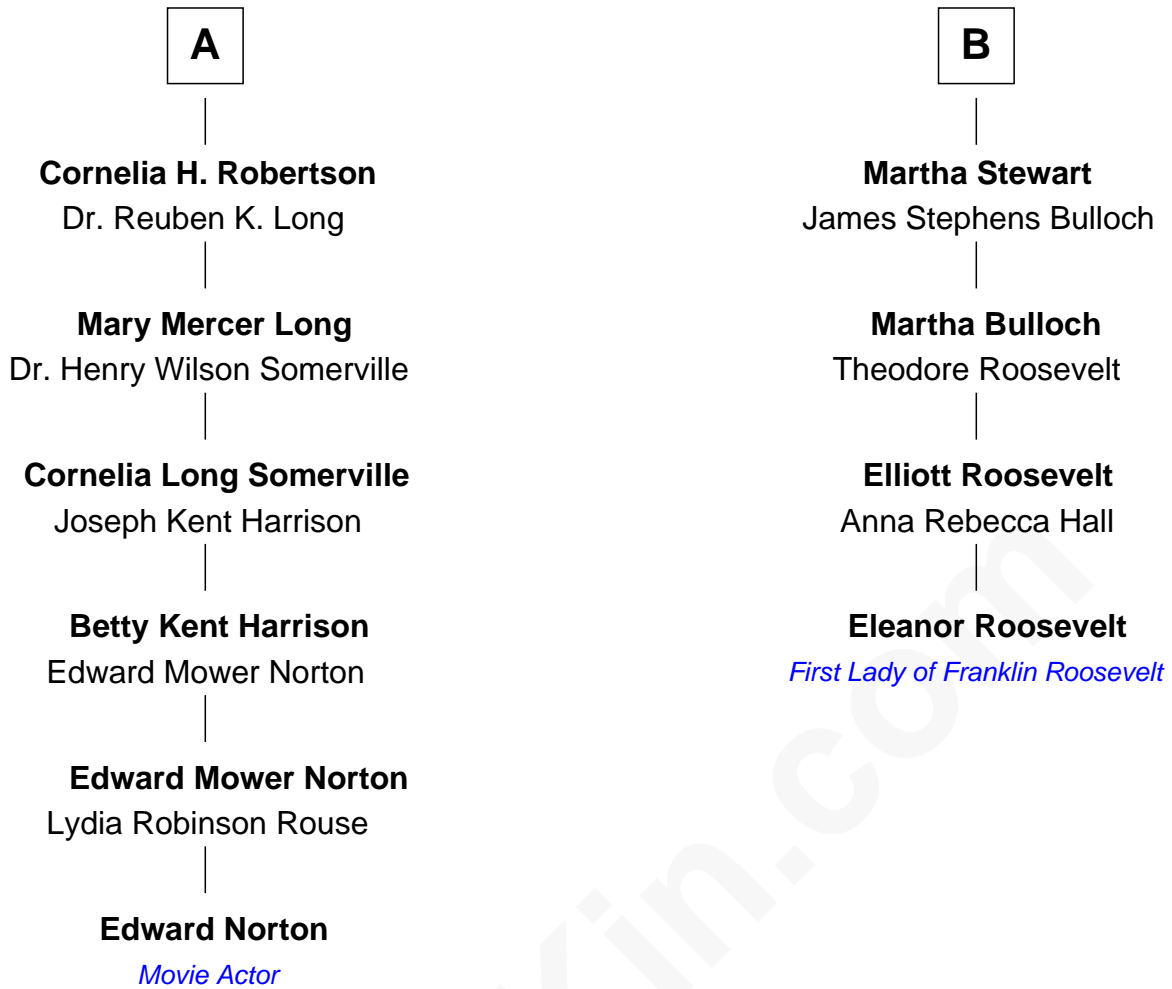 A
Cornelia H. Robertson
Dr. Reuben K. Long
Mary Mercer Long
Dr. Henry Wilson Somerville
Cornelia Long Somerville
Joseph Kent Harrison
Betty Kent Harrison
Edward Mower Norton
Edward Mower Norton
Lydia Robinson Rouse
Edward Norton
Movie Actor
B
Martha Stewart
James Stephens Bulloch
Martha Bulloch
Theodore Roosevelt
Elliott Roosevelt
Anna Rebecca Hall
Eleanor Roosevelt
First Lady of Franklin Roosevelt
Kin.com